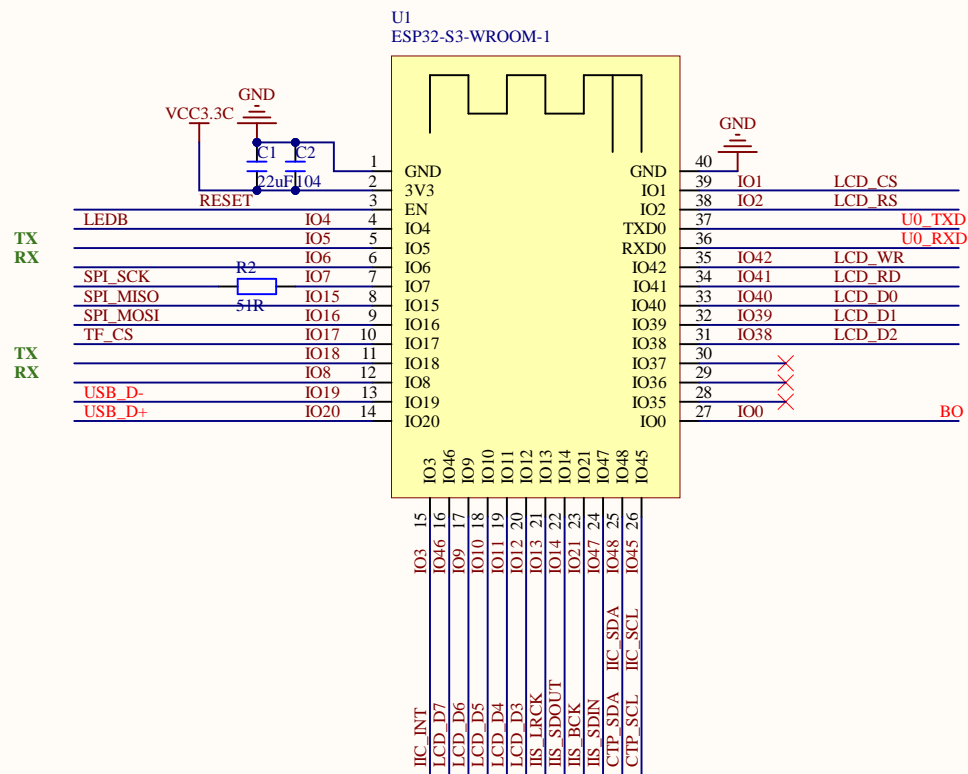 U1
ESP32-S3-WROOM-1
GND
VCC3.3C
C1 C2
22uF 104
GND
1 GND
2 3V3
RESET 3 EN
LEDB IO4 4 IO4
TX IO5 5 IO5
RX IO6 6 IO6
SPI_SCK R2 51R IO7 7 IO7
SPI_MISO IO15 8 IO15
SPI_MOSI IO16 9 IO16
TF_CS IO17 10 IO17
TX IO18 11 IO18
RX IO8 12 IO8
USB_D- IO19 13 IO19
USB_D+ IO20 14 IO20
GND 40
IO1 39 IO1 LCD_CS
IO2 38 IO2 LCD_RS
TXD0 37 U0_TXD
RXD0 36 U0_RXD
IO42 35 IO42 LCD_WR
IO41 34 IO41 LCD_RD
IO40 33 IO40 LCD_D0
IO39 32 IO39 LCD_D1
IO38 31 IO38 LCD_D2
IO37 30
IO36 29
IO35 28
IO0 27 IO0 BO
IO3 15 IO3 IIC_INT
IO46 16 IO46 LCD_D7
IO9 17 IO9 LCD_D6
IO10 18 IO10 LCD_D5
IO11 19 IO11 LCD_D4
IO12 20 IO12 LCD_D3
IO13 21 IO13 IIS_LRCK
IO14 22 IO14 IIS_SDOUT
IO21 23 IO21 IIS_BCK
IO47 24 IO47 IIS_SDIN
IO48 25 IO48 IIC_SDA CTP_SDA
IO45 26 IO45 IIC_SCL CTP_SCL